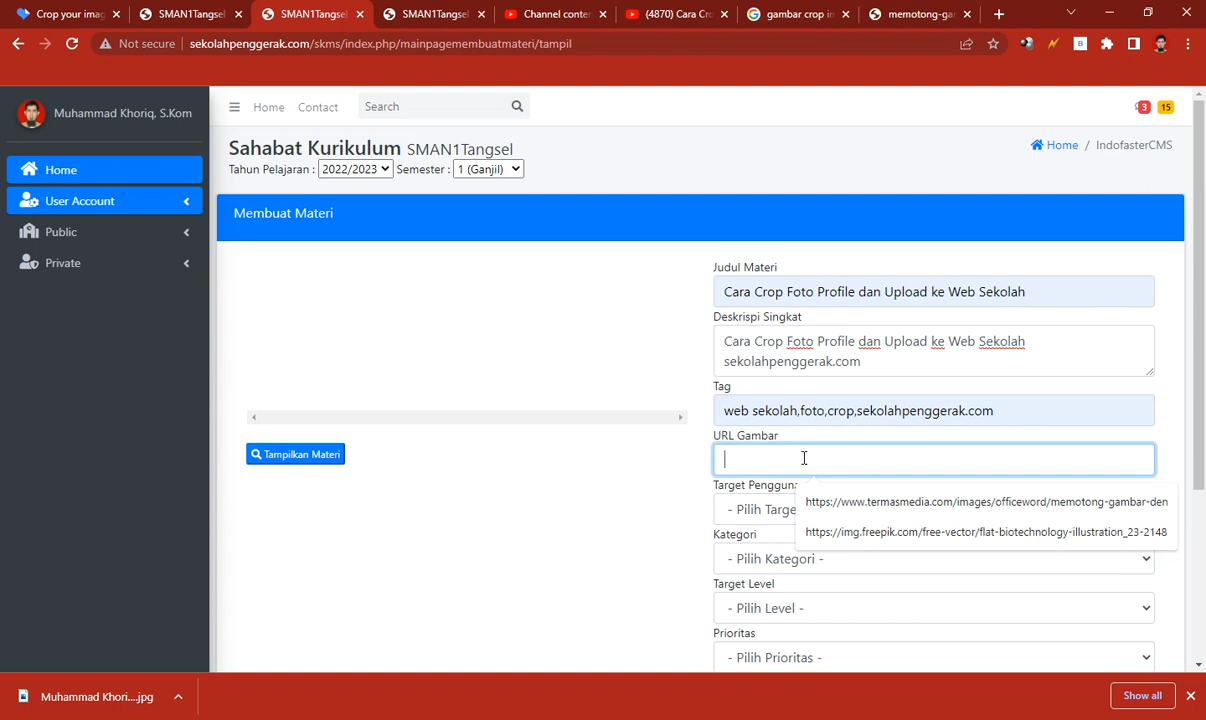 Crop your imag
SMAN1Tangsel
SMAN1Tangsel
SMAN1Tangsel
Channel conten
(4870) Cara Cro
gambar crop in
memotong-ga
Not secure
sekolahpenggerak.com/skms/index.php/mainpagemembuatmateri/tampil
Muhammad Khoriq, S.Kom
Home
Contact
Search
3
15
Home
User Account
Public
Private
Sahabat Kurikulum SMAN1Tangsel
Home / IndofasterCMS
Tahun Pelajaran : 2022/2023 Semester : 1 (Ganjil)
Membuat Materi
Tampilkan Materi
Judul Materi
Cara Crop Foto Profile dan Upload ke Web Sekolah
Deskripsi Singkat
Cara Crop Foto Profile dan Upload ke Web Sekolah
sekolahpenggerak.com
Tag
web sekolah,foto,crop,sekolahpenggerak.com
URL Gambar
Target Pengguna
https://www.termasmedia.com/images/officeword/memotong-gambar-den
- Pilih Targe
https://img.freepik.com/free-vector/flat-biotechnology-illustration_23-2148
Kategori
- Pilih Kategori -
Target Level
- Pilih Level -
Prioritas
- Pilih Prioritas -
Muhammad Khori....jpg
Show all